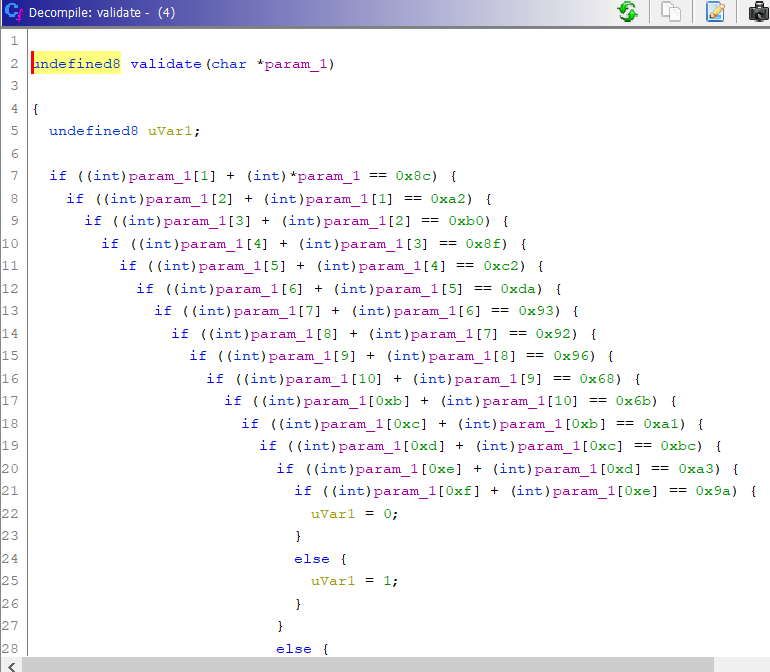 Decompile: validate - (4)
1
2 undefined8 validate(char *param_1)
3
4 {
5 undefined8 uVar1;
6
7 if ((int)param_1[1] + (int)*param_1 == 0x8c) {
8 if ((int)param_1[2] + (int)param_1[1] == 0xa2) {
9 if ((int)param_1[3] + (int)param_1[2] == 0xb0) {
10 if ((int)param_1[4] + (int)param_1[3] == 0x8f) {
11 if ((int)param_1[5] + (int)param_1[4] == 0xc2) {
12 if ((int)param_1[6] + (int)param_1[5] == 0xda) {
13 if ((int)param_1[7] + (int)param_1[6] == 0x93) {
14 if ((int)param_1[8] + (int)param_1[7] == 0x92) {
15 if ((int)param_1[9] + (int)param_1[8] == 0x96) {
16 if ((int)param_1[10] + (int)param_1[9] == 0x68) {
17 if ((int)param_1[0xb] + (int)param_1[10] == 0x6b) {
18 if ((int)param_1[0xc] + (int)param_1[0xb] == 0xa1) {
19 if ((int)param_1[0xd] + (int)param_1[0xc] == 0xbc) {
20 if ((int)param_1[0xe] + (int)param_1[0xd] == 0xa3) {
21 if ((int)param_1[0xf] + (int)param_1[0xe] == 0x9a) {
22 uVar1 = 0;
23 }
24 else {
25 uVar1 = 1;
26 }
27 }
28 else {